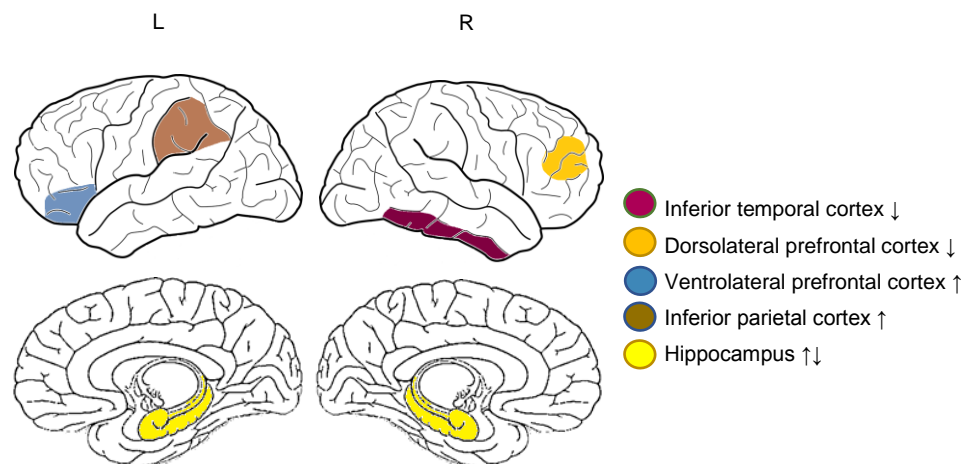 L
R
Inferior temporal cortex ↓
Dorsolateral prefrontal cortex ↓
Ventrolateral prefrontal cortex ↑
Inferior parietal cortex ↑
Hippocampus ↑↓